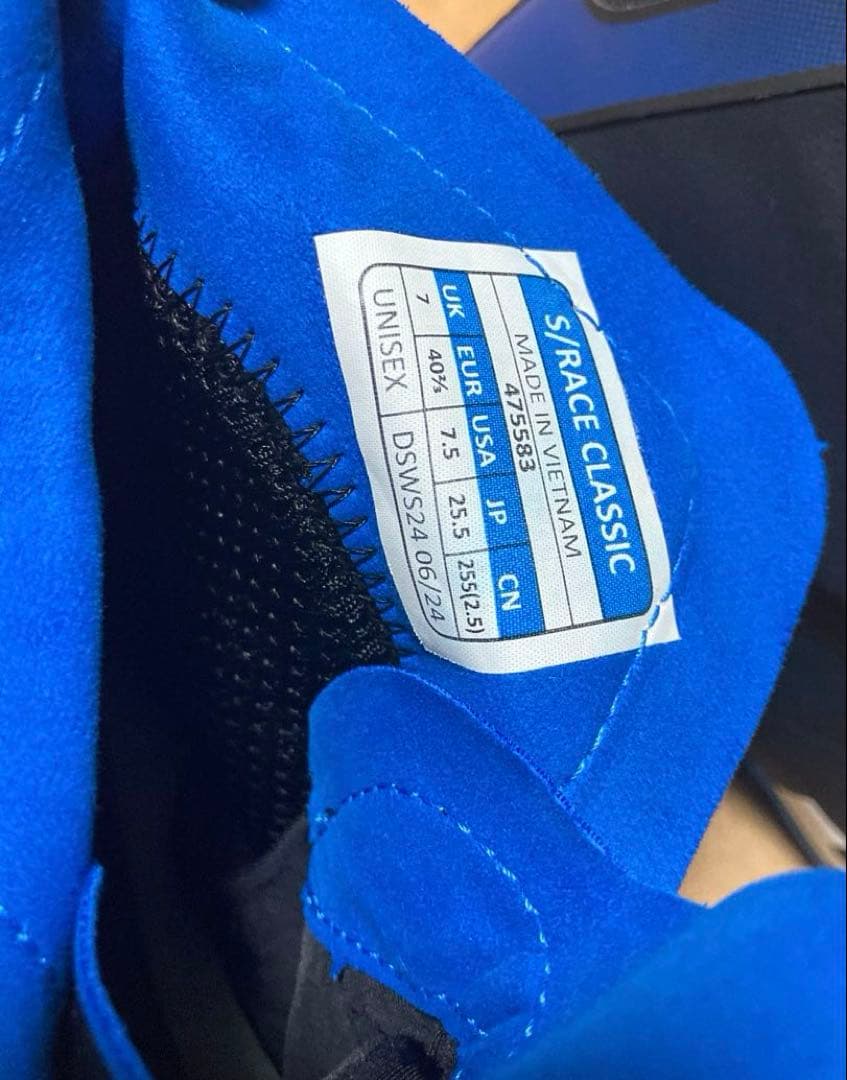 S/RACE CLASSIC
MADE IN VIETNAM
475583
UK EUR USA JP CN
7 40⅔ 7.5 25.5 255(2.5)
UNISEX DSWS24 06/24